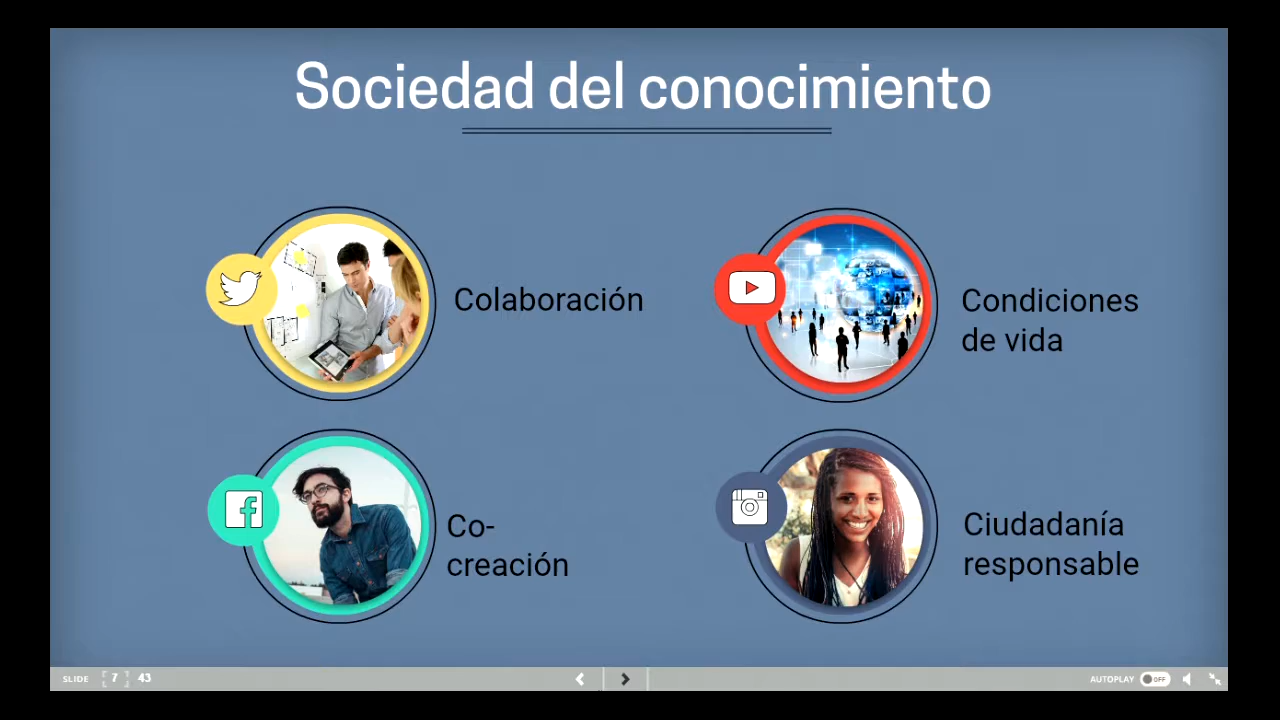 Sociedad del conocimiento
Colaboración
Condiciones
de vida
Co-
creación
Ciudadanía
responsable
SLIDE 7 43
AUTOPLAY OFF